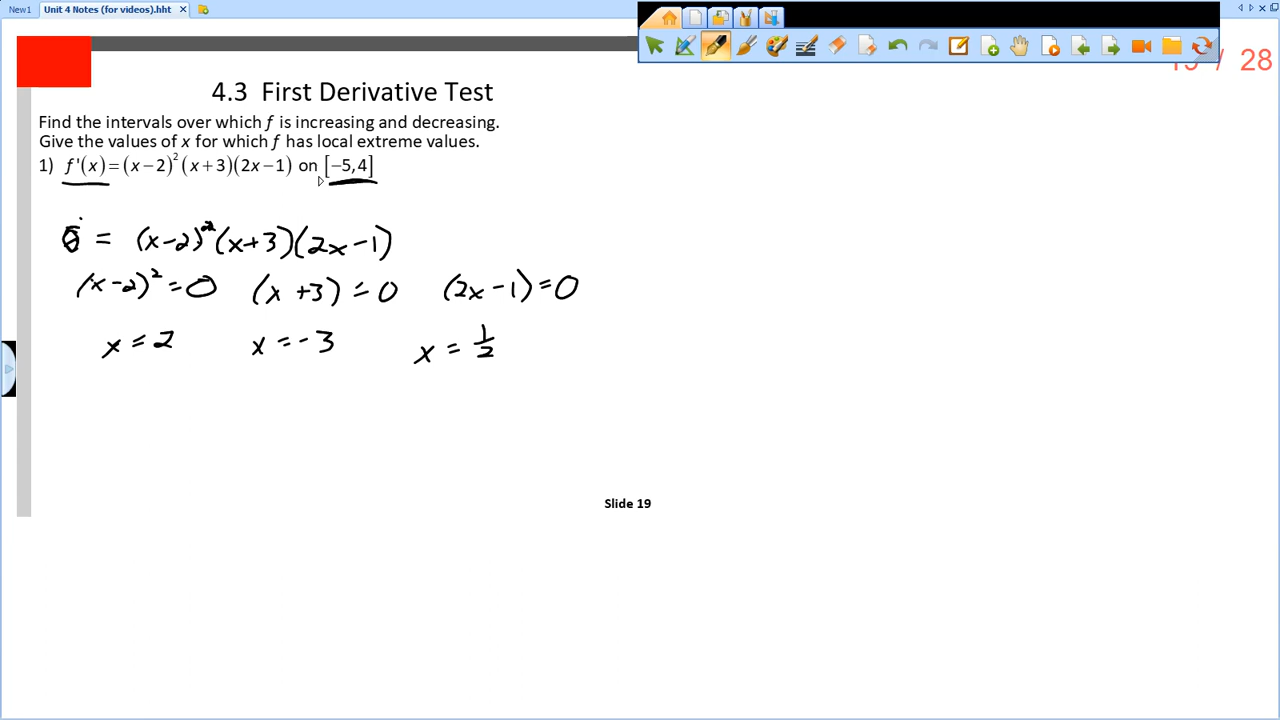 New1 Unit 4 Notes (for videos).hht
/ 28
4.3 First Derivative Test
Find the intervals over which f is increasing and decreasing.
Give the values of x for which f has local extreme values.
1) f'(x)=(x−2)²(x+3)(2x−1) on [−5,4]
= (x-2)²(x+3)(2x-1)
(x-2)²=0 (x+3)=0 (2x-1)=0
x=2 x=-3 x=1/2
Slide 19